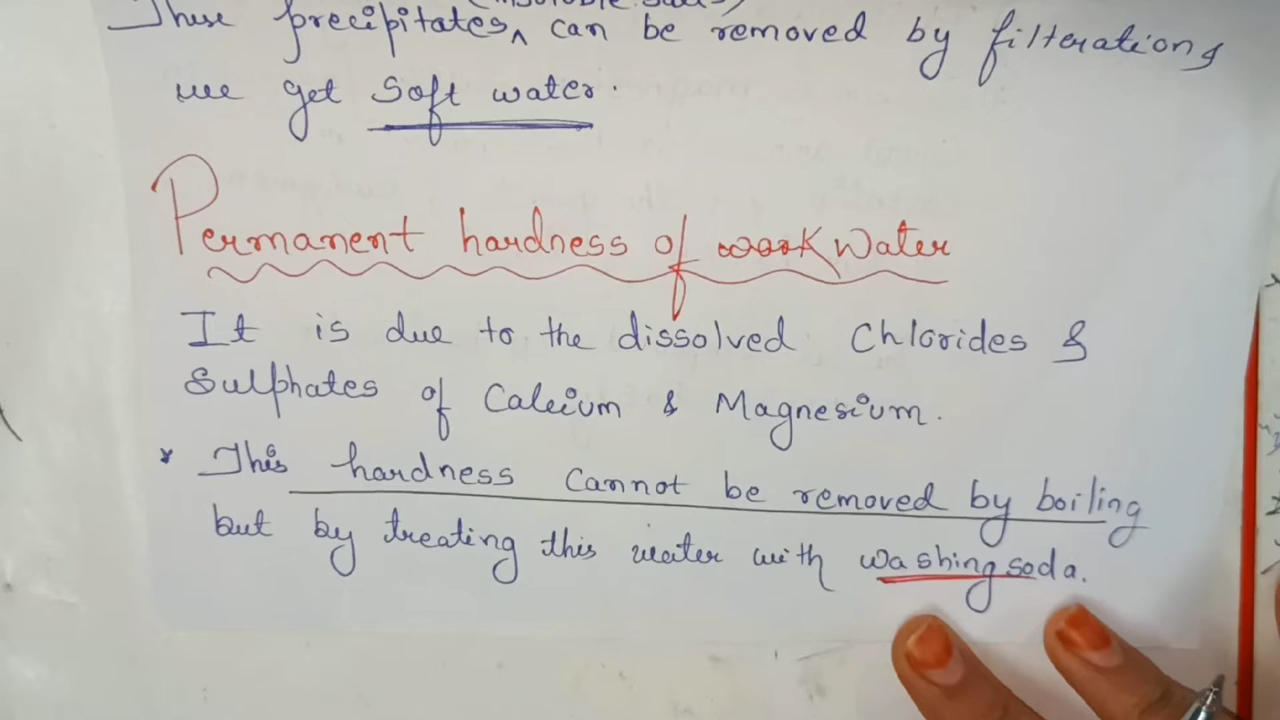 These precipitates, can be removed by filterations
we get Soft water.
Permanent hardness of Water
It is due to the dissolved Chlorides &
Sulphates of Calcium & Magnesium.
* This hardness cannot be removed by boiling
but by treating this water with washing soda.